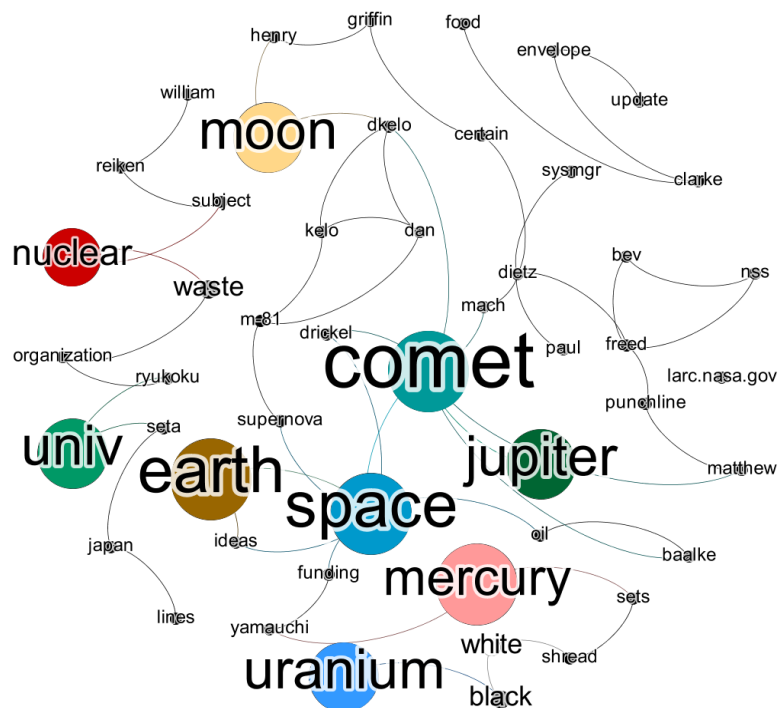 griffin
food
henry
envelope
william
update
moon
dkelo
certain
reiken
sysmgr
clarke
subject
kelo
dan
nuclear
bev
dietz
nss
waste
mach
m-81
drickel
freed
paul
organization
comet
larc.nasa.gov
ryukoku
punchline
supernova
seta
univ
earth
jupiter
matthew
space
oil
ideas
japan
baalke
funding
mercury
sets
lines
yamauchi
white
shread
uranium
black